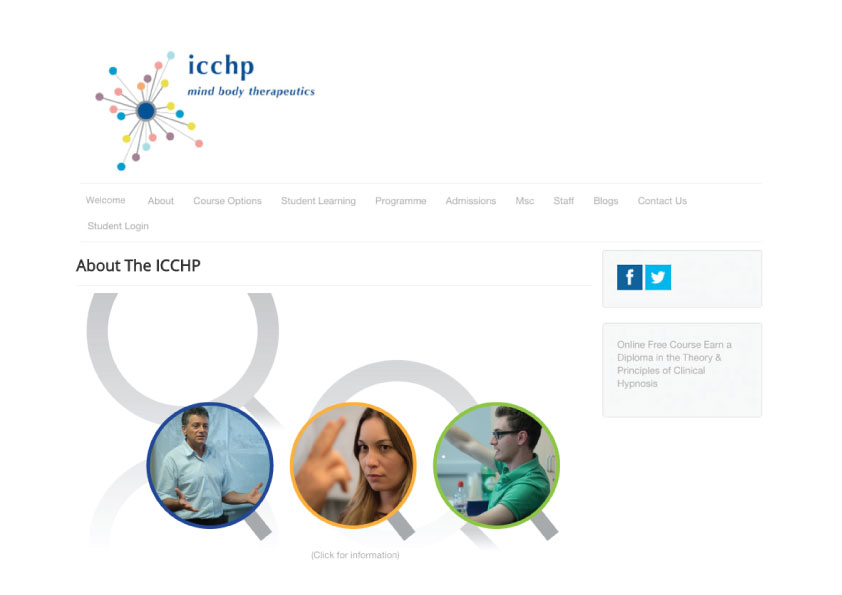 icchp
mind body therapeutics
Welcome About Course Options Student Learning Programme Admissions Msc Staff Blogs Contact Us
Student Login
About The ICCHP
Online Free Course Earn a
Diploma in the Theory &
Principles of Clinical
Hypnosis
(Click for information)